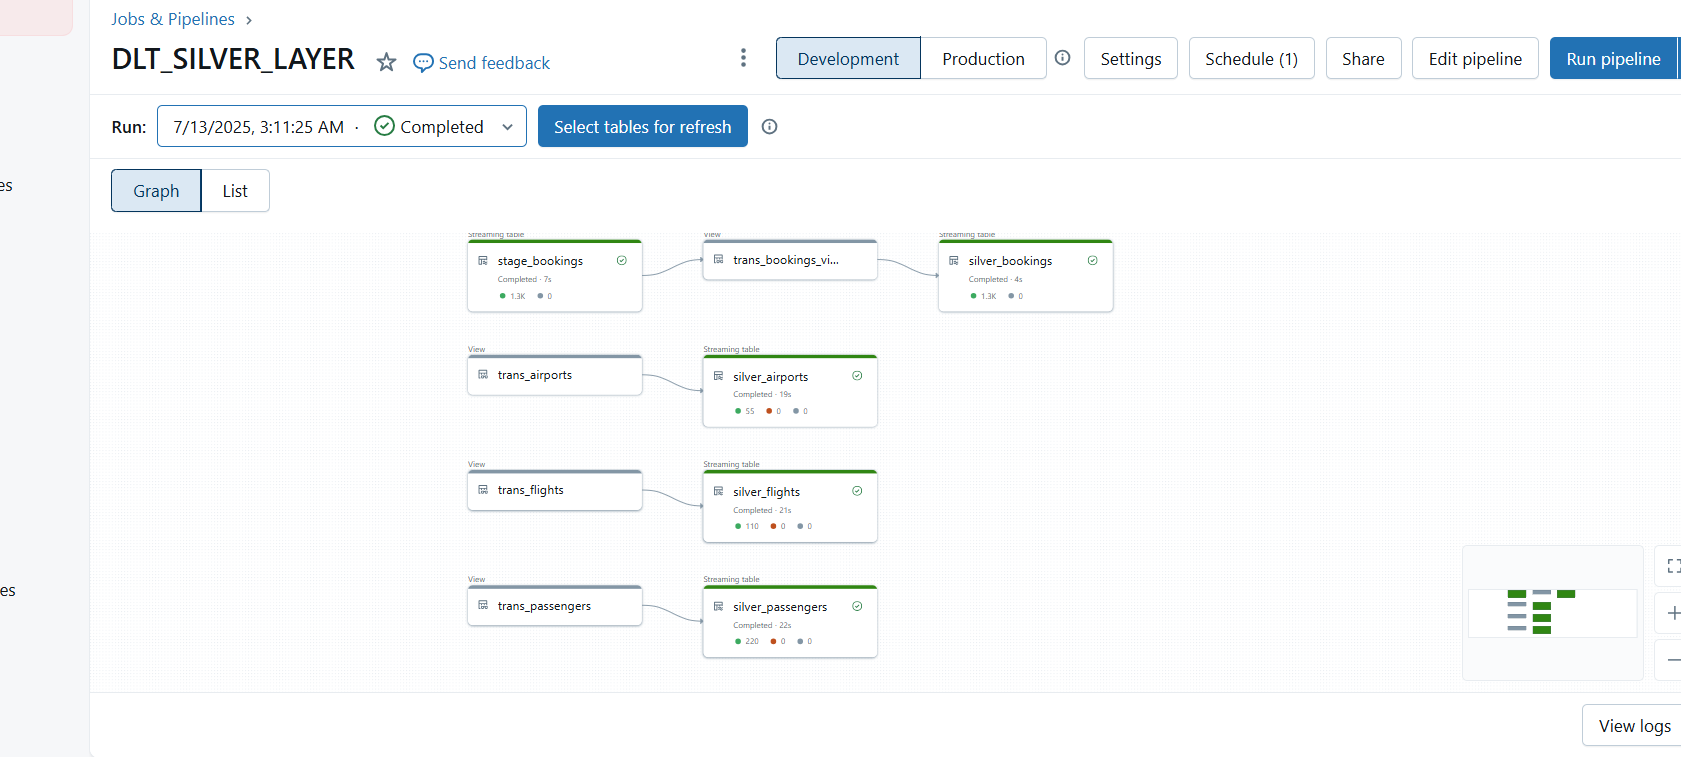 Jobs & Pipelines ›
DLT_SILVER_LAYER
Send feedback
Development
Production
Settings
Schedule (1)
Share
Edit pipeline
Run pipeline
Run:
7/13/2025, 3:11:25 AM · Completed
Select tables for refresh
es
Graph
List
Streaming table
stage_bookings
Completed · 7s
1.3K 0
View
trans_bookings_vi...
Streaming table
silver_bookings
Completed · 4s
1.3K 0
View
trans_airports
Streaming table
silver_airports
Completed · 19s
55 0 0
View
trans_flights
Streaming table
silver_flights
Completed · 21s
110 0 0
View
trans_passengers
Streaming table
silver_passengers
Completed · 22s
220 0 0
es
View logs